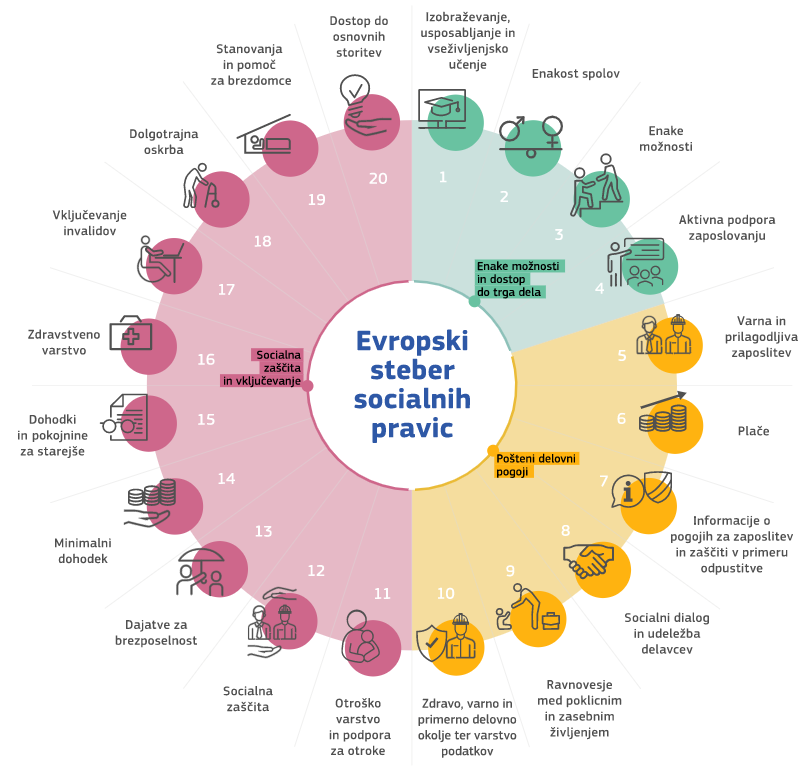 Evropski
steber
socialnih
pravic
Enake možnosti
in dostop
do trga dela
1
Izobraževanje,
usposabljanje in
vseživljenjsko
učenje
2
Enakost spolov
3
Enake
možnosti
4
Aktivna podpora
zaposlovanju
Pošteni delovni
pogoji
5
Varna in
prilagodljiva
zaposlitev
6
Plače
7
Informacije o
pogojih za zaposlitev
in zaščiti v primeru
odpustitve
8
Socialni dialog
in udeležba
delavcev
9
Ravnovesje
med poklicnim
in zasebnim
življenjem
10
Zdravo, varno in
primerno delovno
okolje ter varstvo
podatkov
Socialna
zaščita
in vključevanje
11
Otroško
varstvo
in podpora
za otroke
12
Socialna
zaščita
13
Dajatve za
brezposelnost
14
Minimalni
dohodek
15
Dohodki
in pokojnine
za starejše
16
Zdravstveno
varstvo
17
Vključevanje
invalidov
18
Dolgotrajna
oskrba
19
Stanovanja
in pomoč
za brezdomce
20
Dostop do
osnovnih
storitev